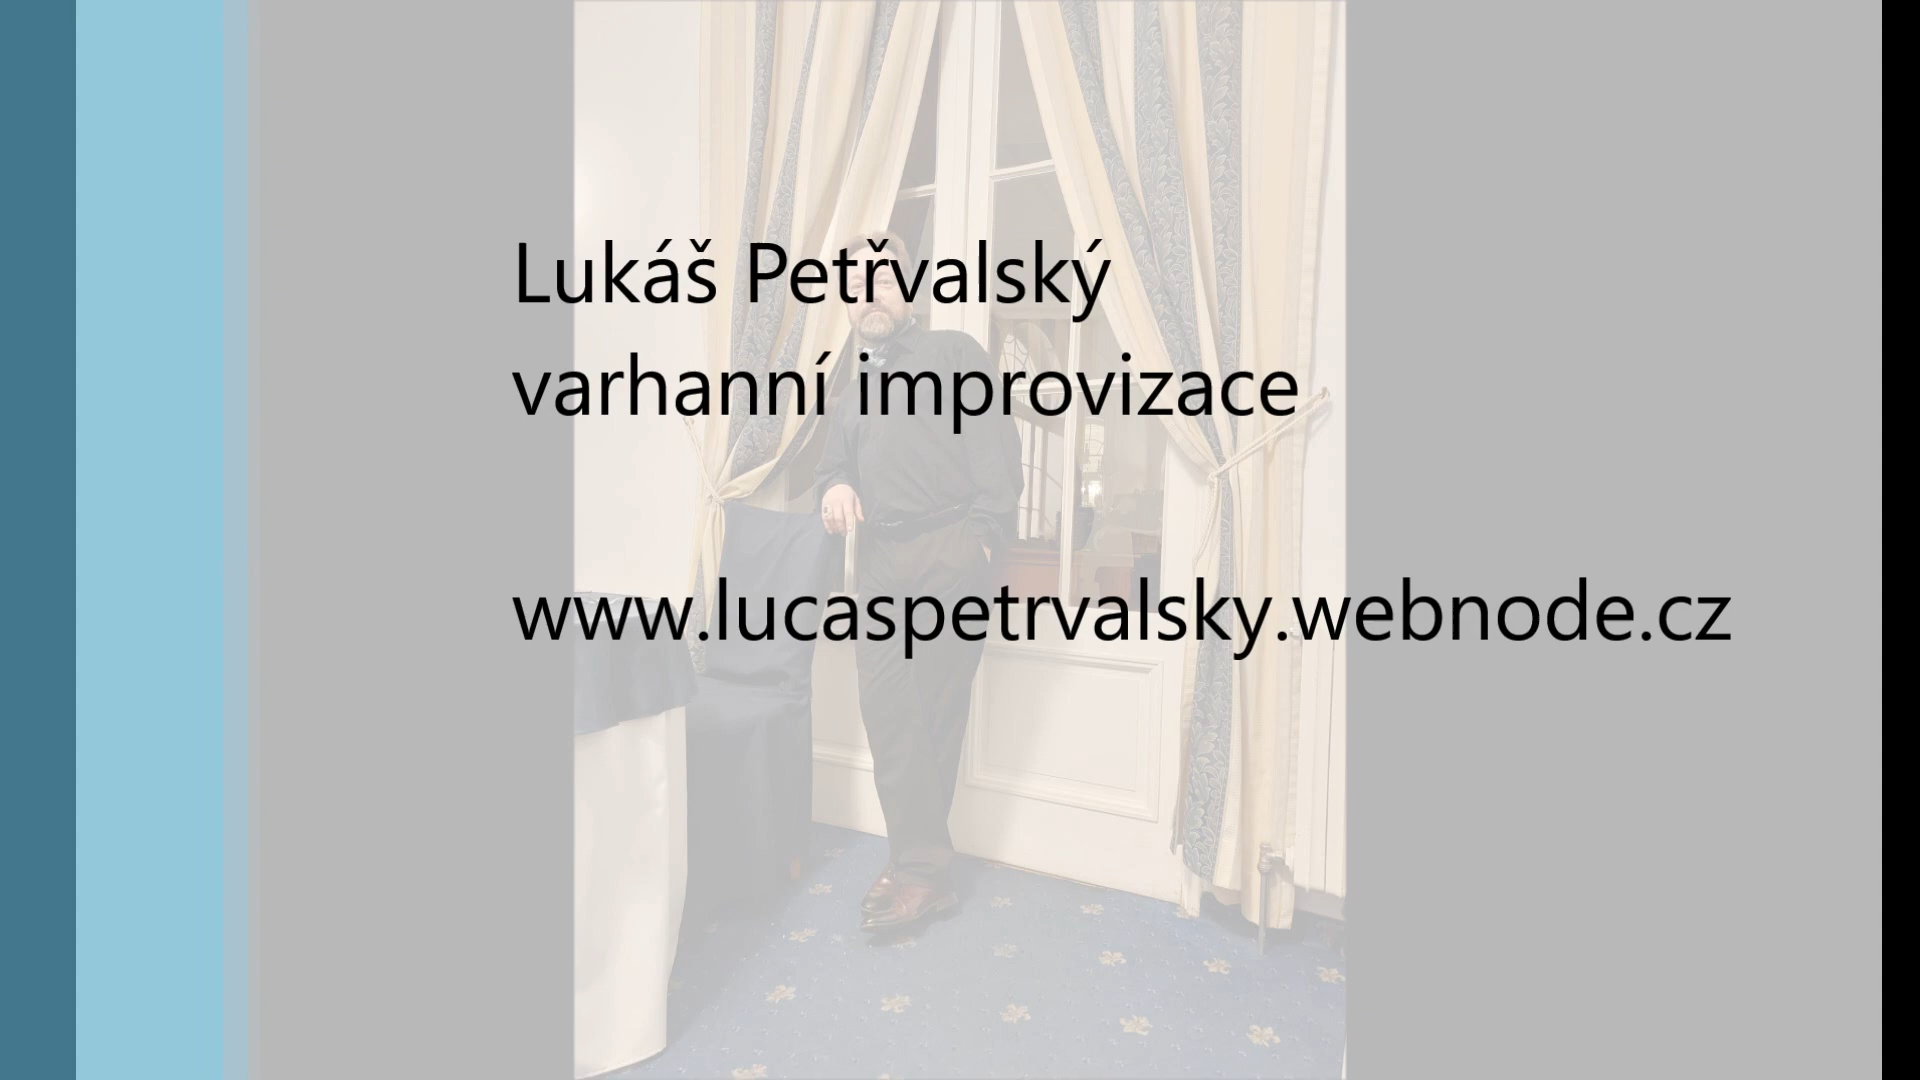 Lukáš Petřvalský
varhanní improvizace
www.lucaspetrvalsky.webnode.cz